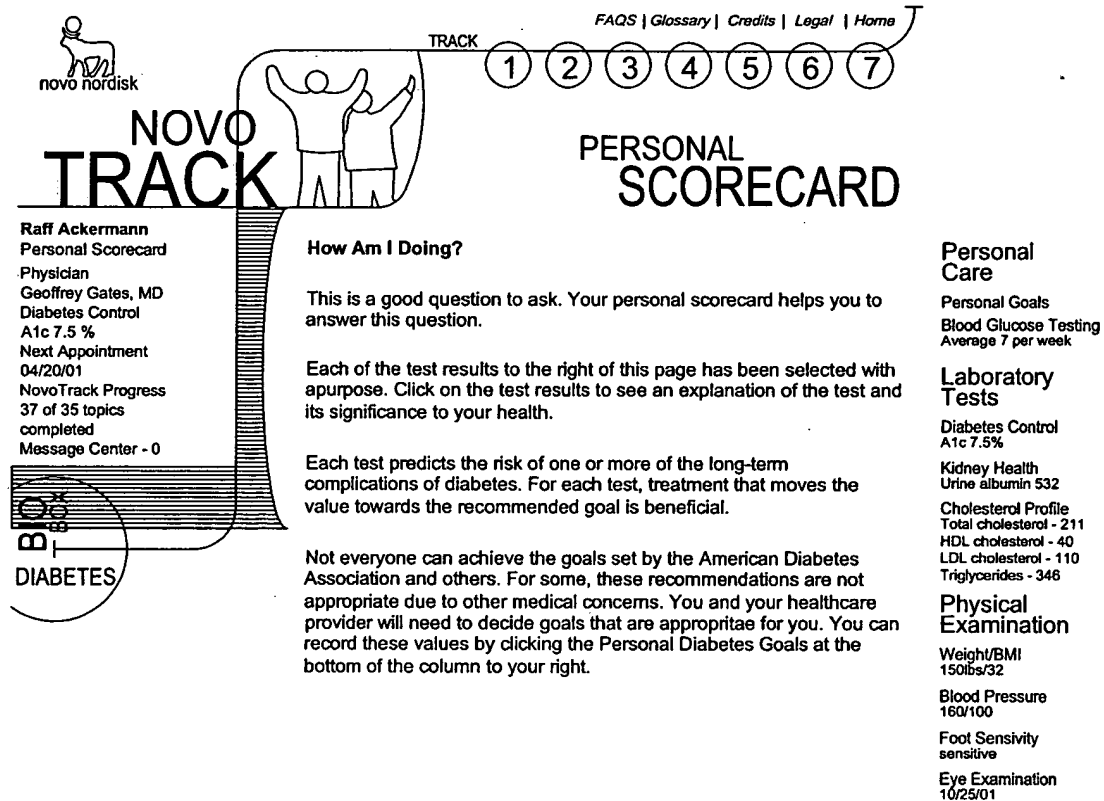 FAQS | Glossary | Credits | Legal | Home
novo nordisk
TRACK
1 2 3 4 5 6 7
NOVO
TRACK
PERSONAL
SCORECARD
Raff Ackermann
Personal Scorecard
Physician
Geoffrey Gates, MD
Diabetes Control
A1c 7.5 %
Next Appointment
04/20/01
NovoTrack Progress
37 of 35 topics
completed
Message Center - 0
BIO
BOX
DIABETES
How Am I Doing?
This is a good question to ask. Your personal scorecard helps you to
answer this question.
Each of the test results to the right of this page has been selected with
apurpose. Click on the test results to see an explanation of the test and
its significance to your health.
Each test predicts the risk of one or more of the long-term
complications of diabetes. For each test, treatment that moves the
value towards the recommended goal is beneficial.
Not everyone can achieve the goals set by the American Diabetes
Association and others. For some, these recommendations are not
appropriate due to other medical concerns. You and your healthcare
provider will need to decide goals that are appropritae for you. You can
record these values by clicking the Personal Diabetes Goals at the
bottom of the column to your right.
Personal
Care
Personal Goals
Blood Glucose Testing
Average 7 per week
Laboratory
Tests
Diabetes Control
A1c 7.5%
Kidney Health
Urine albumin 532
Cholesterol Profile
Total cholesterol - 211
HDL cholesterol - 40
LDL cholesterol - 110
Triglycerides - 346
Physical
Examination
Weight/BMI
150lbs/32
Blood Pressure
160/100
Foot Sensivity
sensitive
Eye Examination
10/25/01